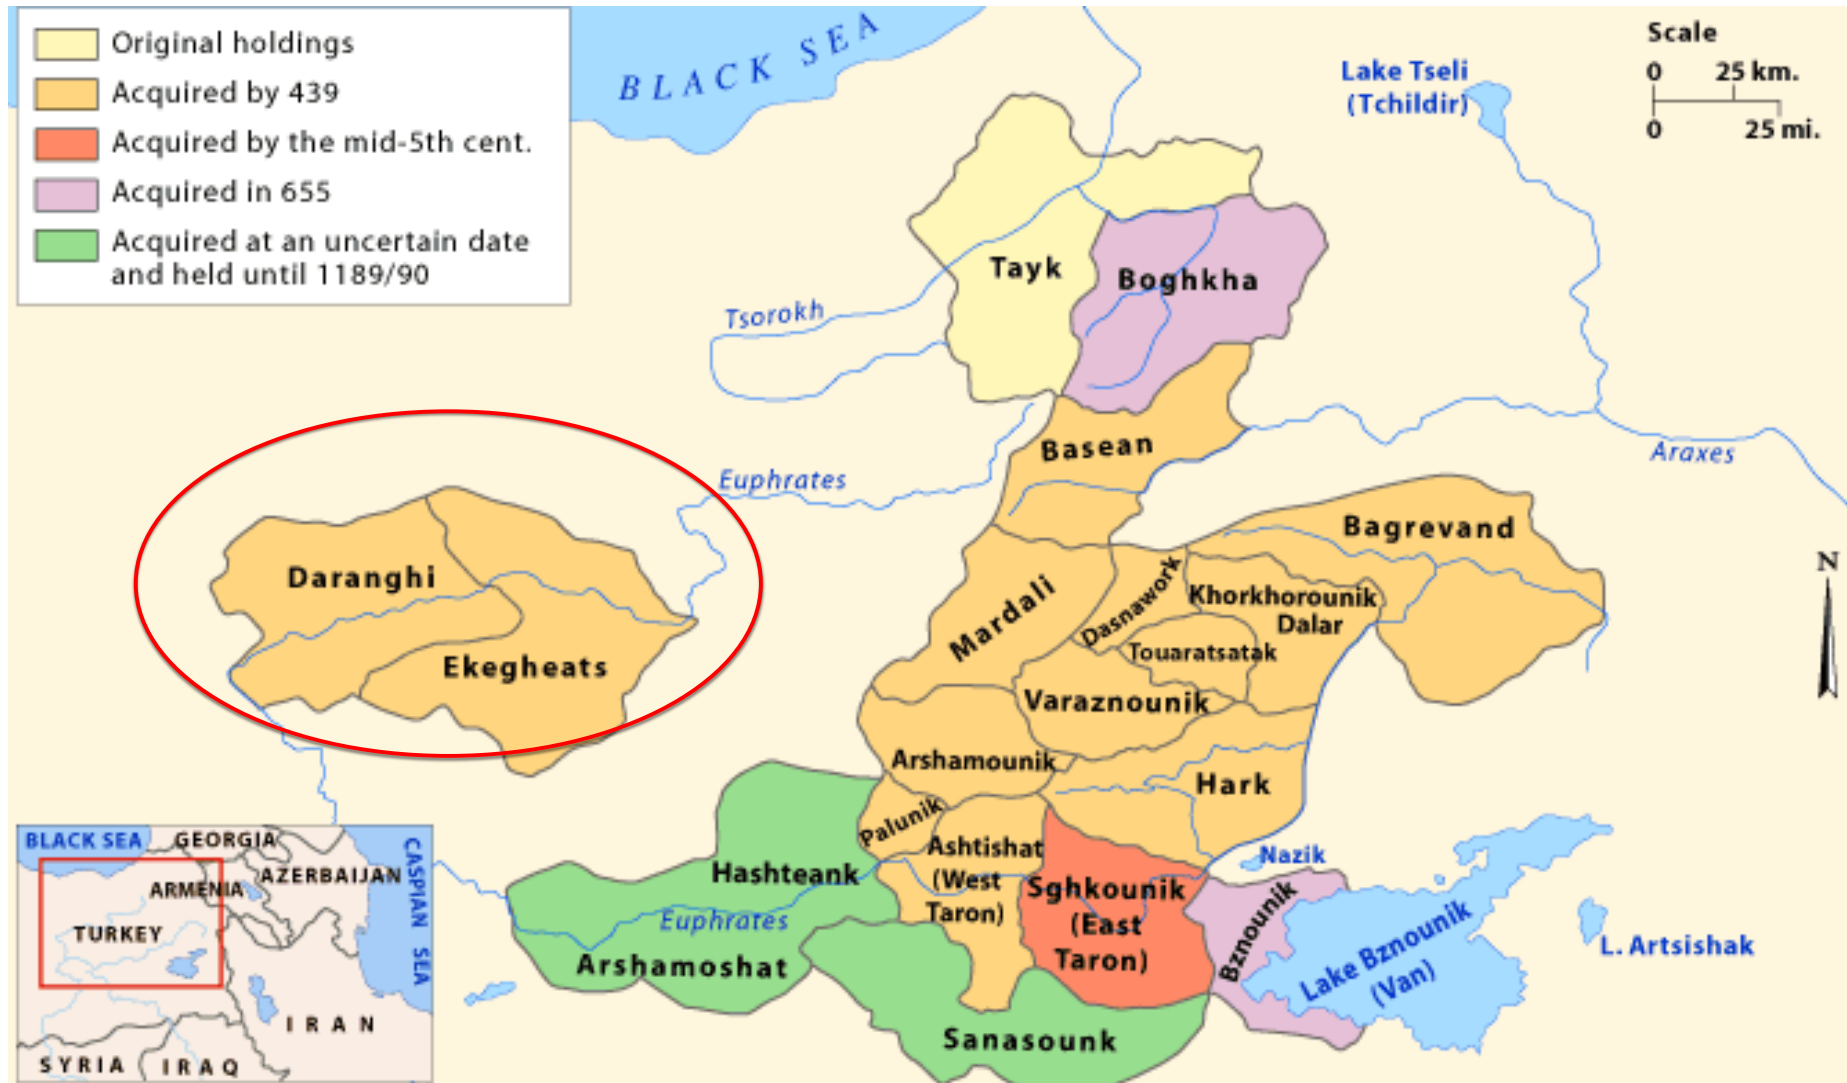 Original holdings
Acquired by 439
Acquired by the mid-5th cent.
Acquired in 655
Acquired at an uncertain date
and held until 1189/90
BLACK SEA
Lake Tseli
(Tchildir)
Scale
0 25 km.
0 25 mi.
Tayk
Boghkha
Tsorokh
Basean
Araxes
Euphrates
Bagrevand
Daranghi
Ekegheats
Mardali
Dasnawork
Khorkhorounik
Dalar
Touaratsatak
Varaznounik
N
Arshamounik
Hark
Palunik
Ashtishat
(West
Taron)
Nazik
Hashteank
Sghkounik
(East
Taron)
Bznounik
Euphrates
Arshamoshat
Lake Bznounik
(Van)
L. Artsishak
Sanasounk
BLACK SEA
GEORGIA
CASPIAN SEA
ARMENIA
AZERBAIJAN
TURKEY
IRAN
SYRIA
IRAQ